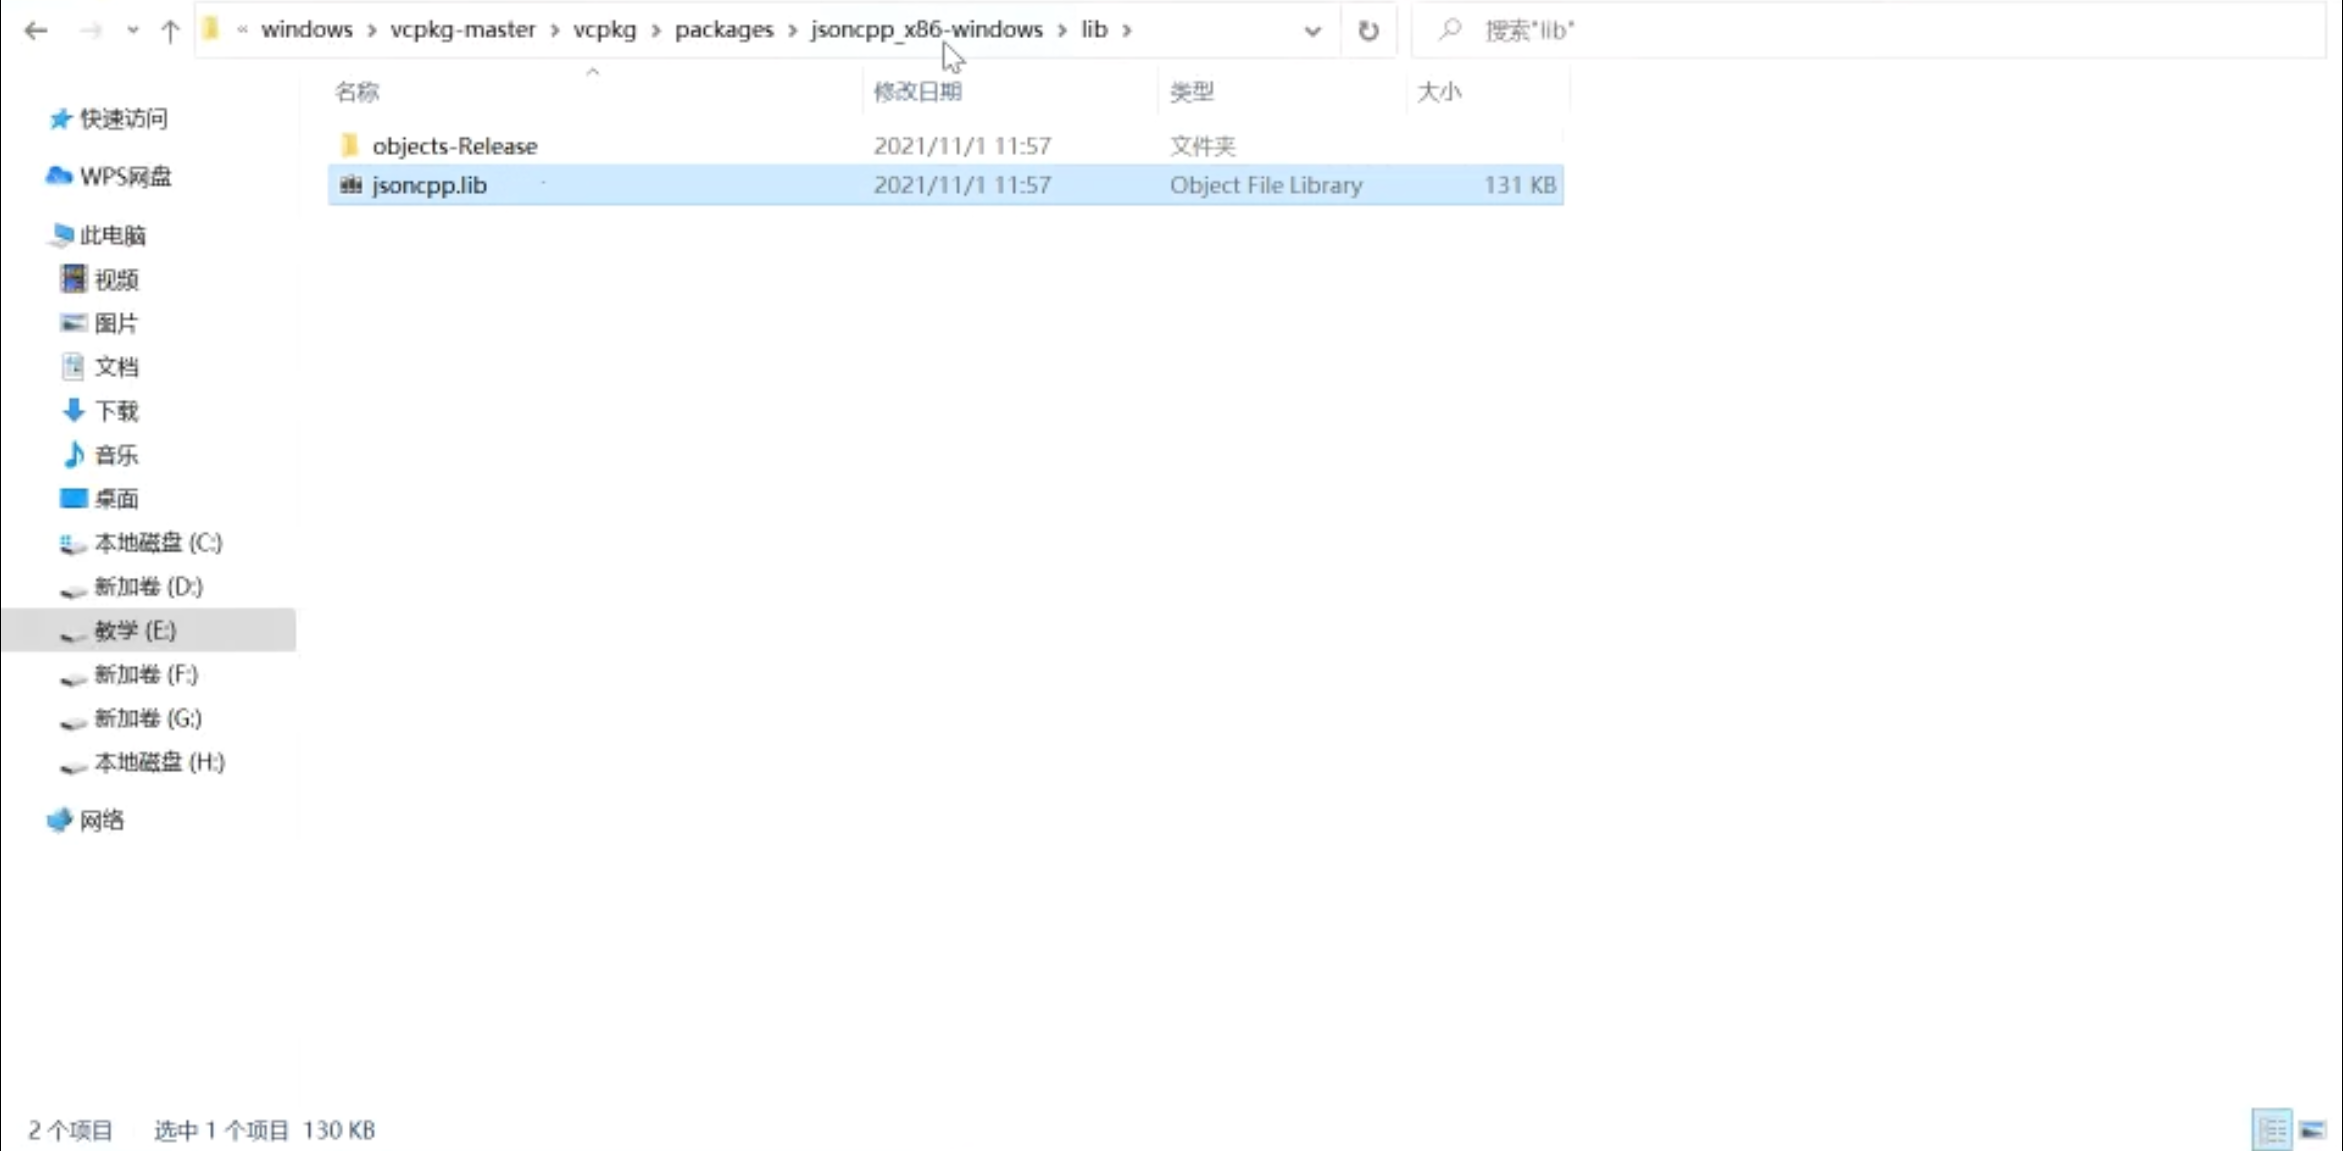 « windows > vcpkg-master > vcpkg > packages > jsoncpp_x86-windows > lib >
搜索"lib"
名称 修改日期 类型 大小
objects-Release 2021/11/1 11:57 文件夹
jsoncpp.lib 2021/11/1 11:57 Object File Library 131 KB
快速访问
WPS网盘
此电脑
视频
图片
文档
下载
音乐
桌面
本地磁盘 (C:)
新加卷 (D:)
教学 (E:)
新加卷 (F:)
新加卷 (G:)
本地磁盘 (H:)
网络
2 个项目 选中 1 个项目 130 KB